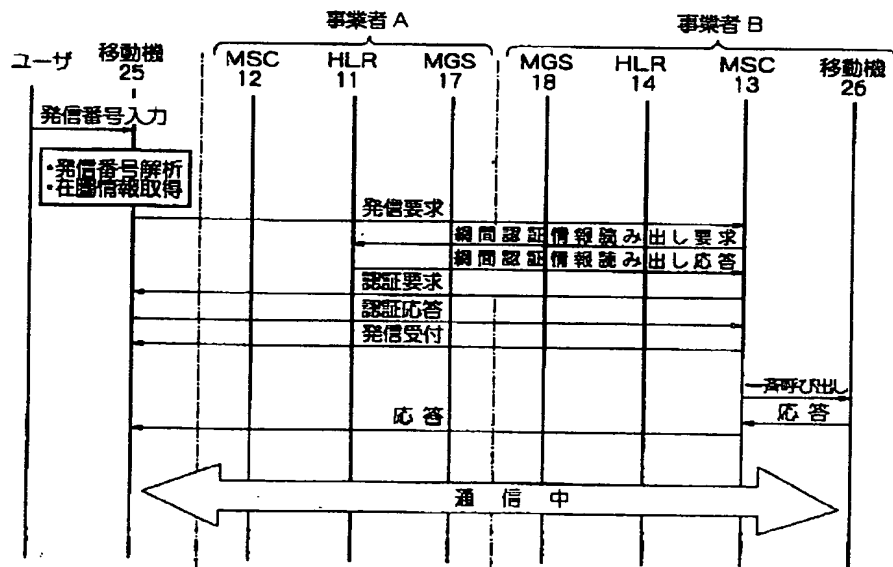 事業者 A
事業者 B
ユーザ
移動機
25
MSC
12
HLR
11
MGS
17
MGS
18
HLR
14
MSC
13
移動機
26
発信番号入力
・発信番号解析
・在圏情報取得
発信要求
網間認証情報読み出し要求
網間認証情報読み出し応答
認証要求
認証応答
発信受付
一斉呼び出し
応答
応答
通信中